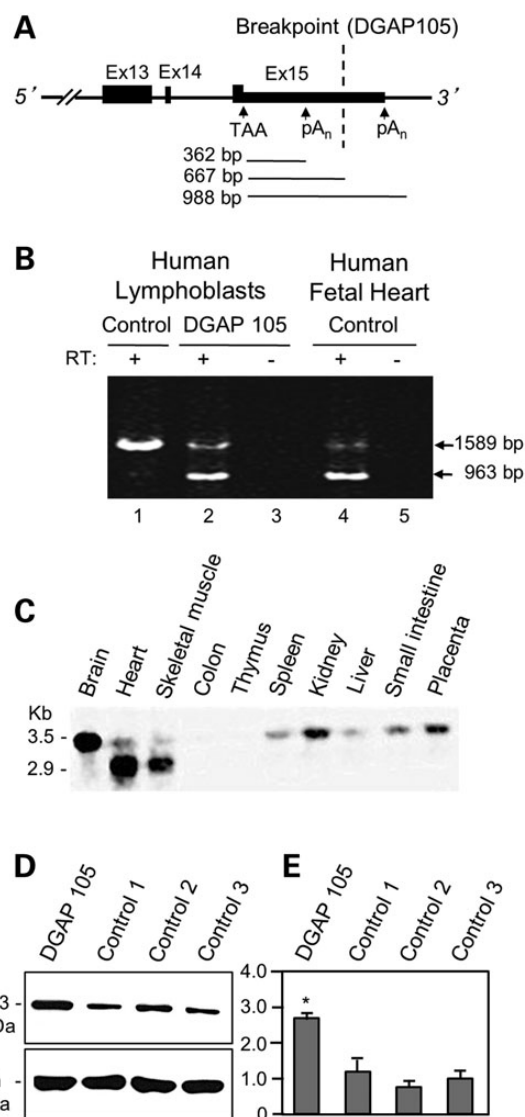 A
Breakpoint (DGAP105)
Ex13 Ex14 Ex15
5' 3'
TAA pAn pAn
362 bp
667 bp
988 bp
B
Human Lymphoblasts
Human Fetal Heart
Control DGAP 105 Control
RT: + + - + -
1589 bp
963 bp
1 2 3 4 5
C
Brain Heart Skeletal muscle Colon Thymus Spleen Kidney Liver Small intestine Placenta
Kb
3.5 -
2.9 -
D
DGAP 105 Control 1 Control 2 Control 3
3 -
E
DGAP 105 Control 1 Control 2 Control 3
4.0
3.0
2.0
1.0
0
*